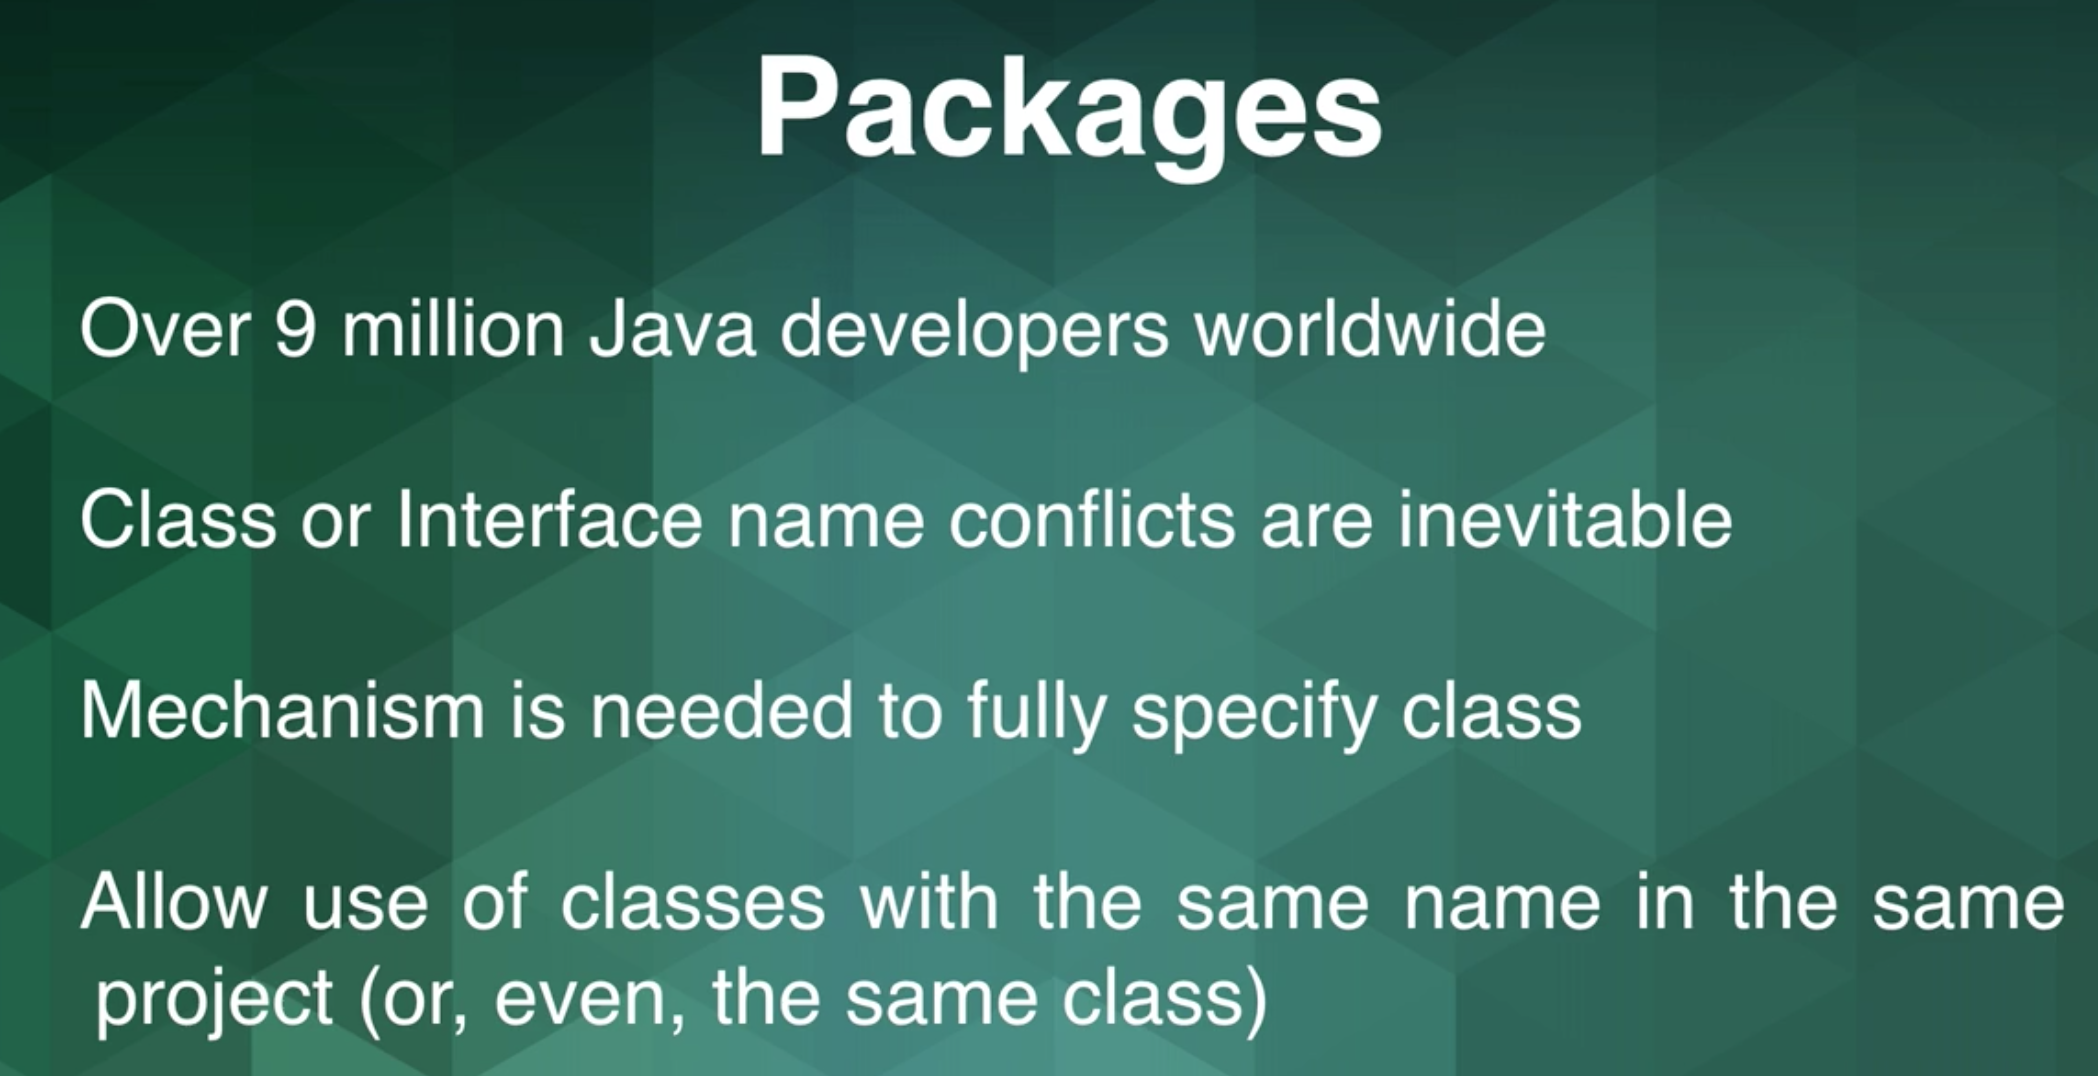 Packages
Over 9 million Java developers worldwide
Class or Interface name conflicts are inevitable
Mechanism is needed to fully specify class
Allow use of classes with the same name in the same
project (or, even, the same class)